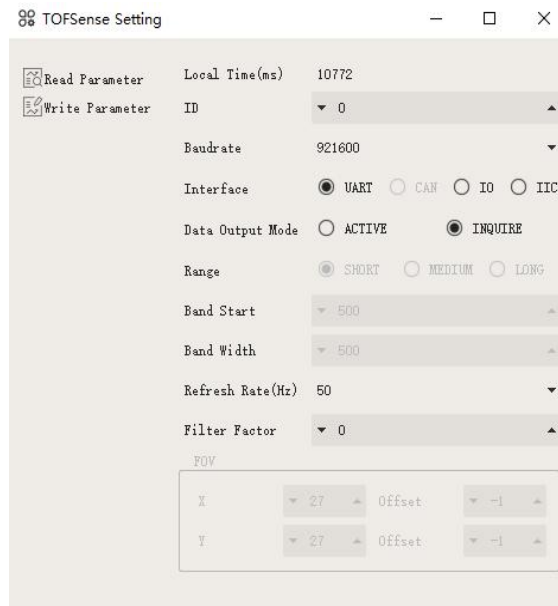 TOFSense Setting
Read Parameter
Write Parameter
Local Time(ms) 10772
ID 0
Baudrate 921600
Interface UART CAN IO IIC
Data Output Mode ACTIVE INQUIRE
Range SHORT MEDIUM LONG
Band Start 500
Band Width 500
Refresh Rate(Hz) 50
Filter Factor 0
FOV
X 27 Offset -1
Y 27 Offset -1